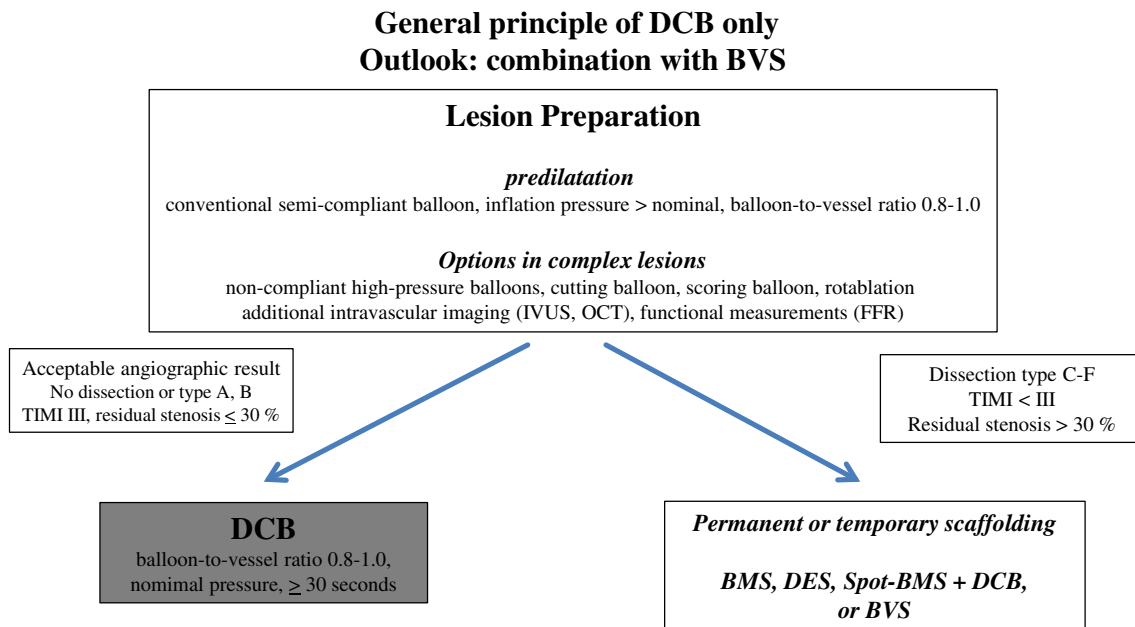 General principle of DCB only
Outlook: combination with BVS
Lesion Preparation
predilatation
conventional semi-compliant balloon, inflation pressure > nominal, balloon-to-vessel ratio 0.8-1.0
Options in complex lesions
non-compliant high-pressure balloons, cutting balloon, scoring balloon, rotablation
additional intravascular imaging (IVUS, OCT), functional measurements (FFR)
Acceptable angiographic result
No dissection or type A, B
TIMI III, residual stenosis ≤ 30 %
Dissection type C-F
TIMI < III
Residual stenosis > 30 %
DCB
balloon-to-vessel ratio 0.8-1.0,
nomimal pressure, ≥ 30 seconds
Permanent or temporary scaffolding
BMS, DES, Spot-BMS + DCB,
or BVS